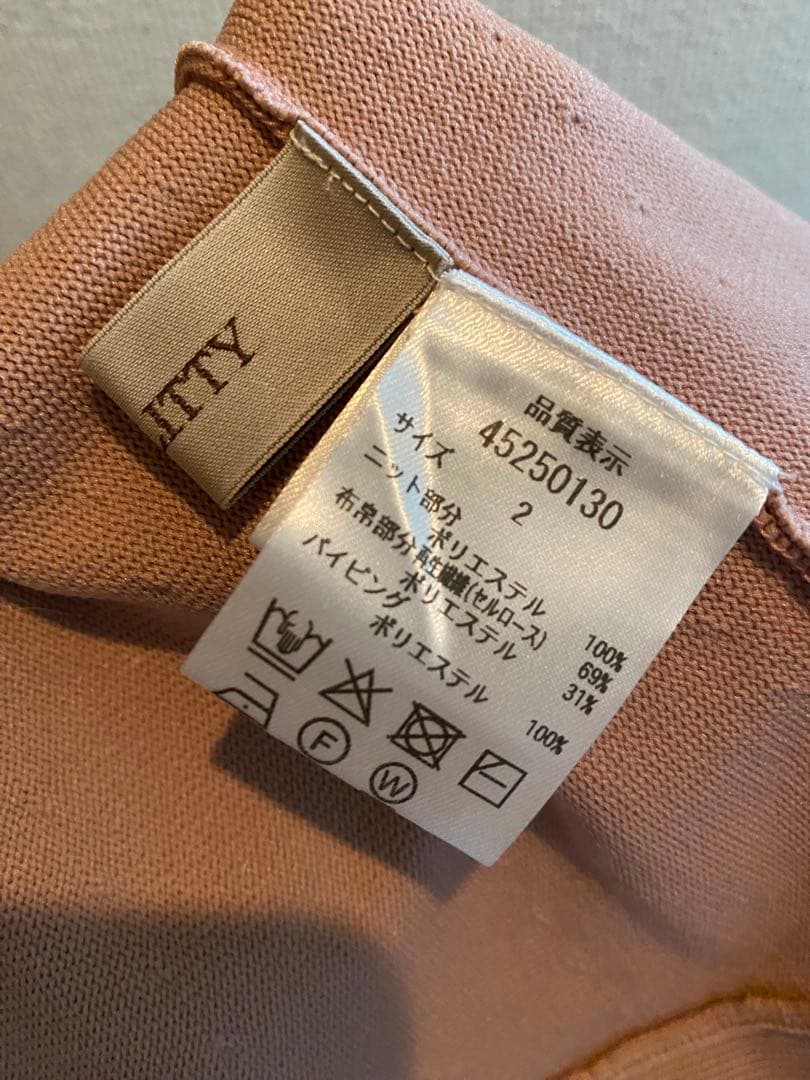 ITTY
品質表示
45250130
サイズ 2
ニット部分
ポリエステル 100%
布帛部分 再生繊維(セルロース) 69%
ポリエステル 31%
パイピング
ポリエステル 100%
F
W